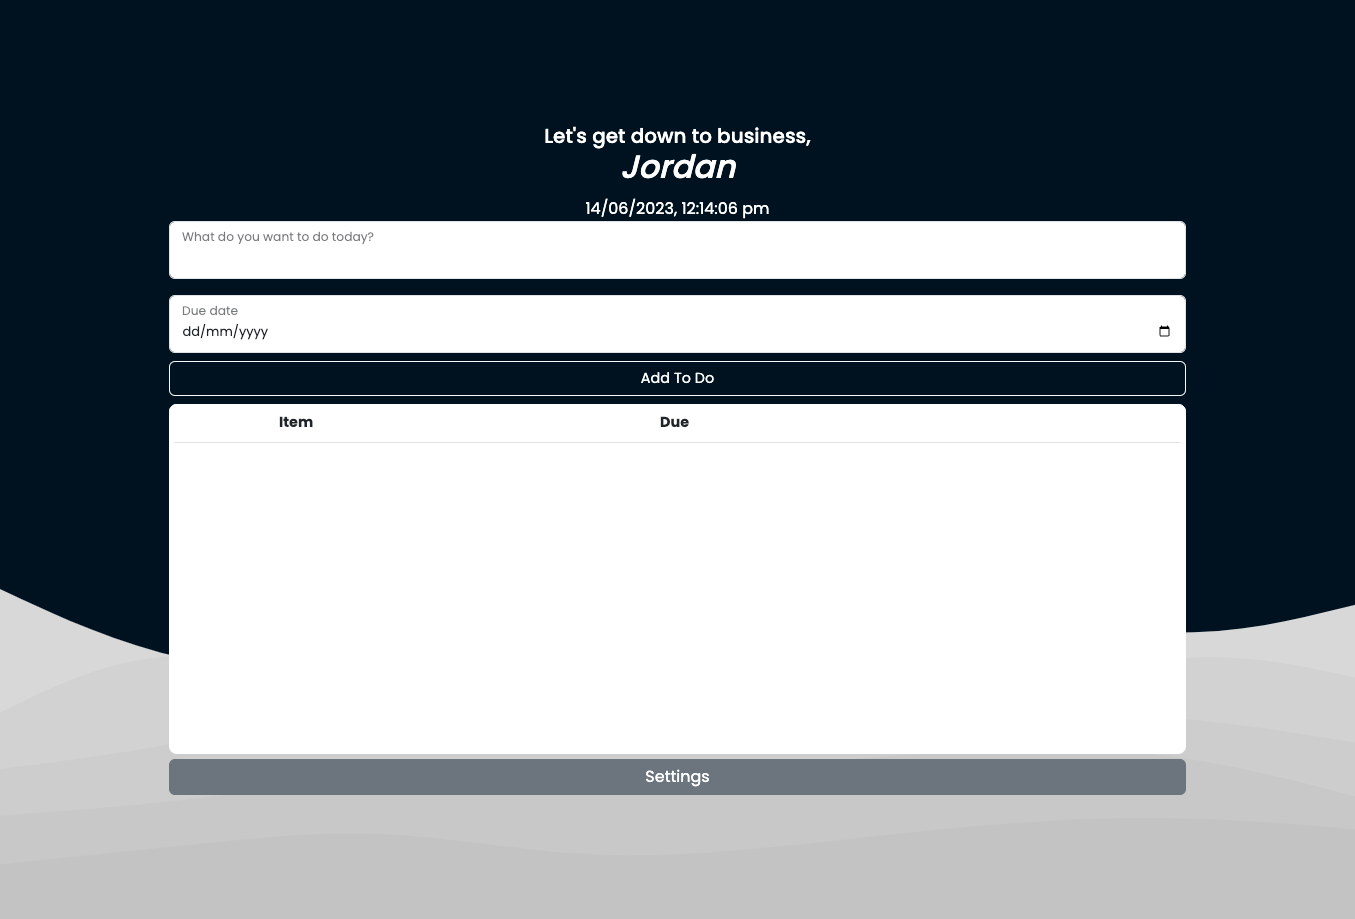 Let's get down to business,
Jordan
14/06/2023, 12:14:06 pm
What do you want to do today?
Due date
dd/mm/yyyy
Add To Do
Item Due
Settings